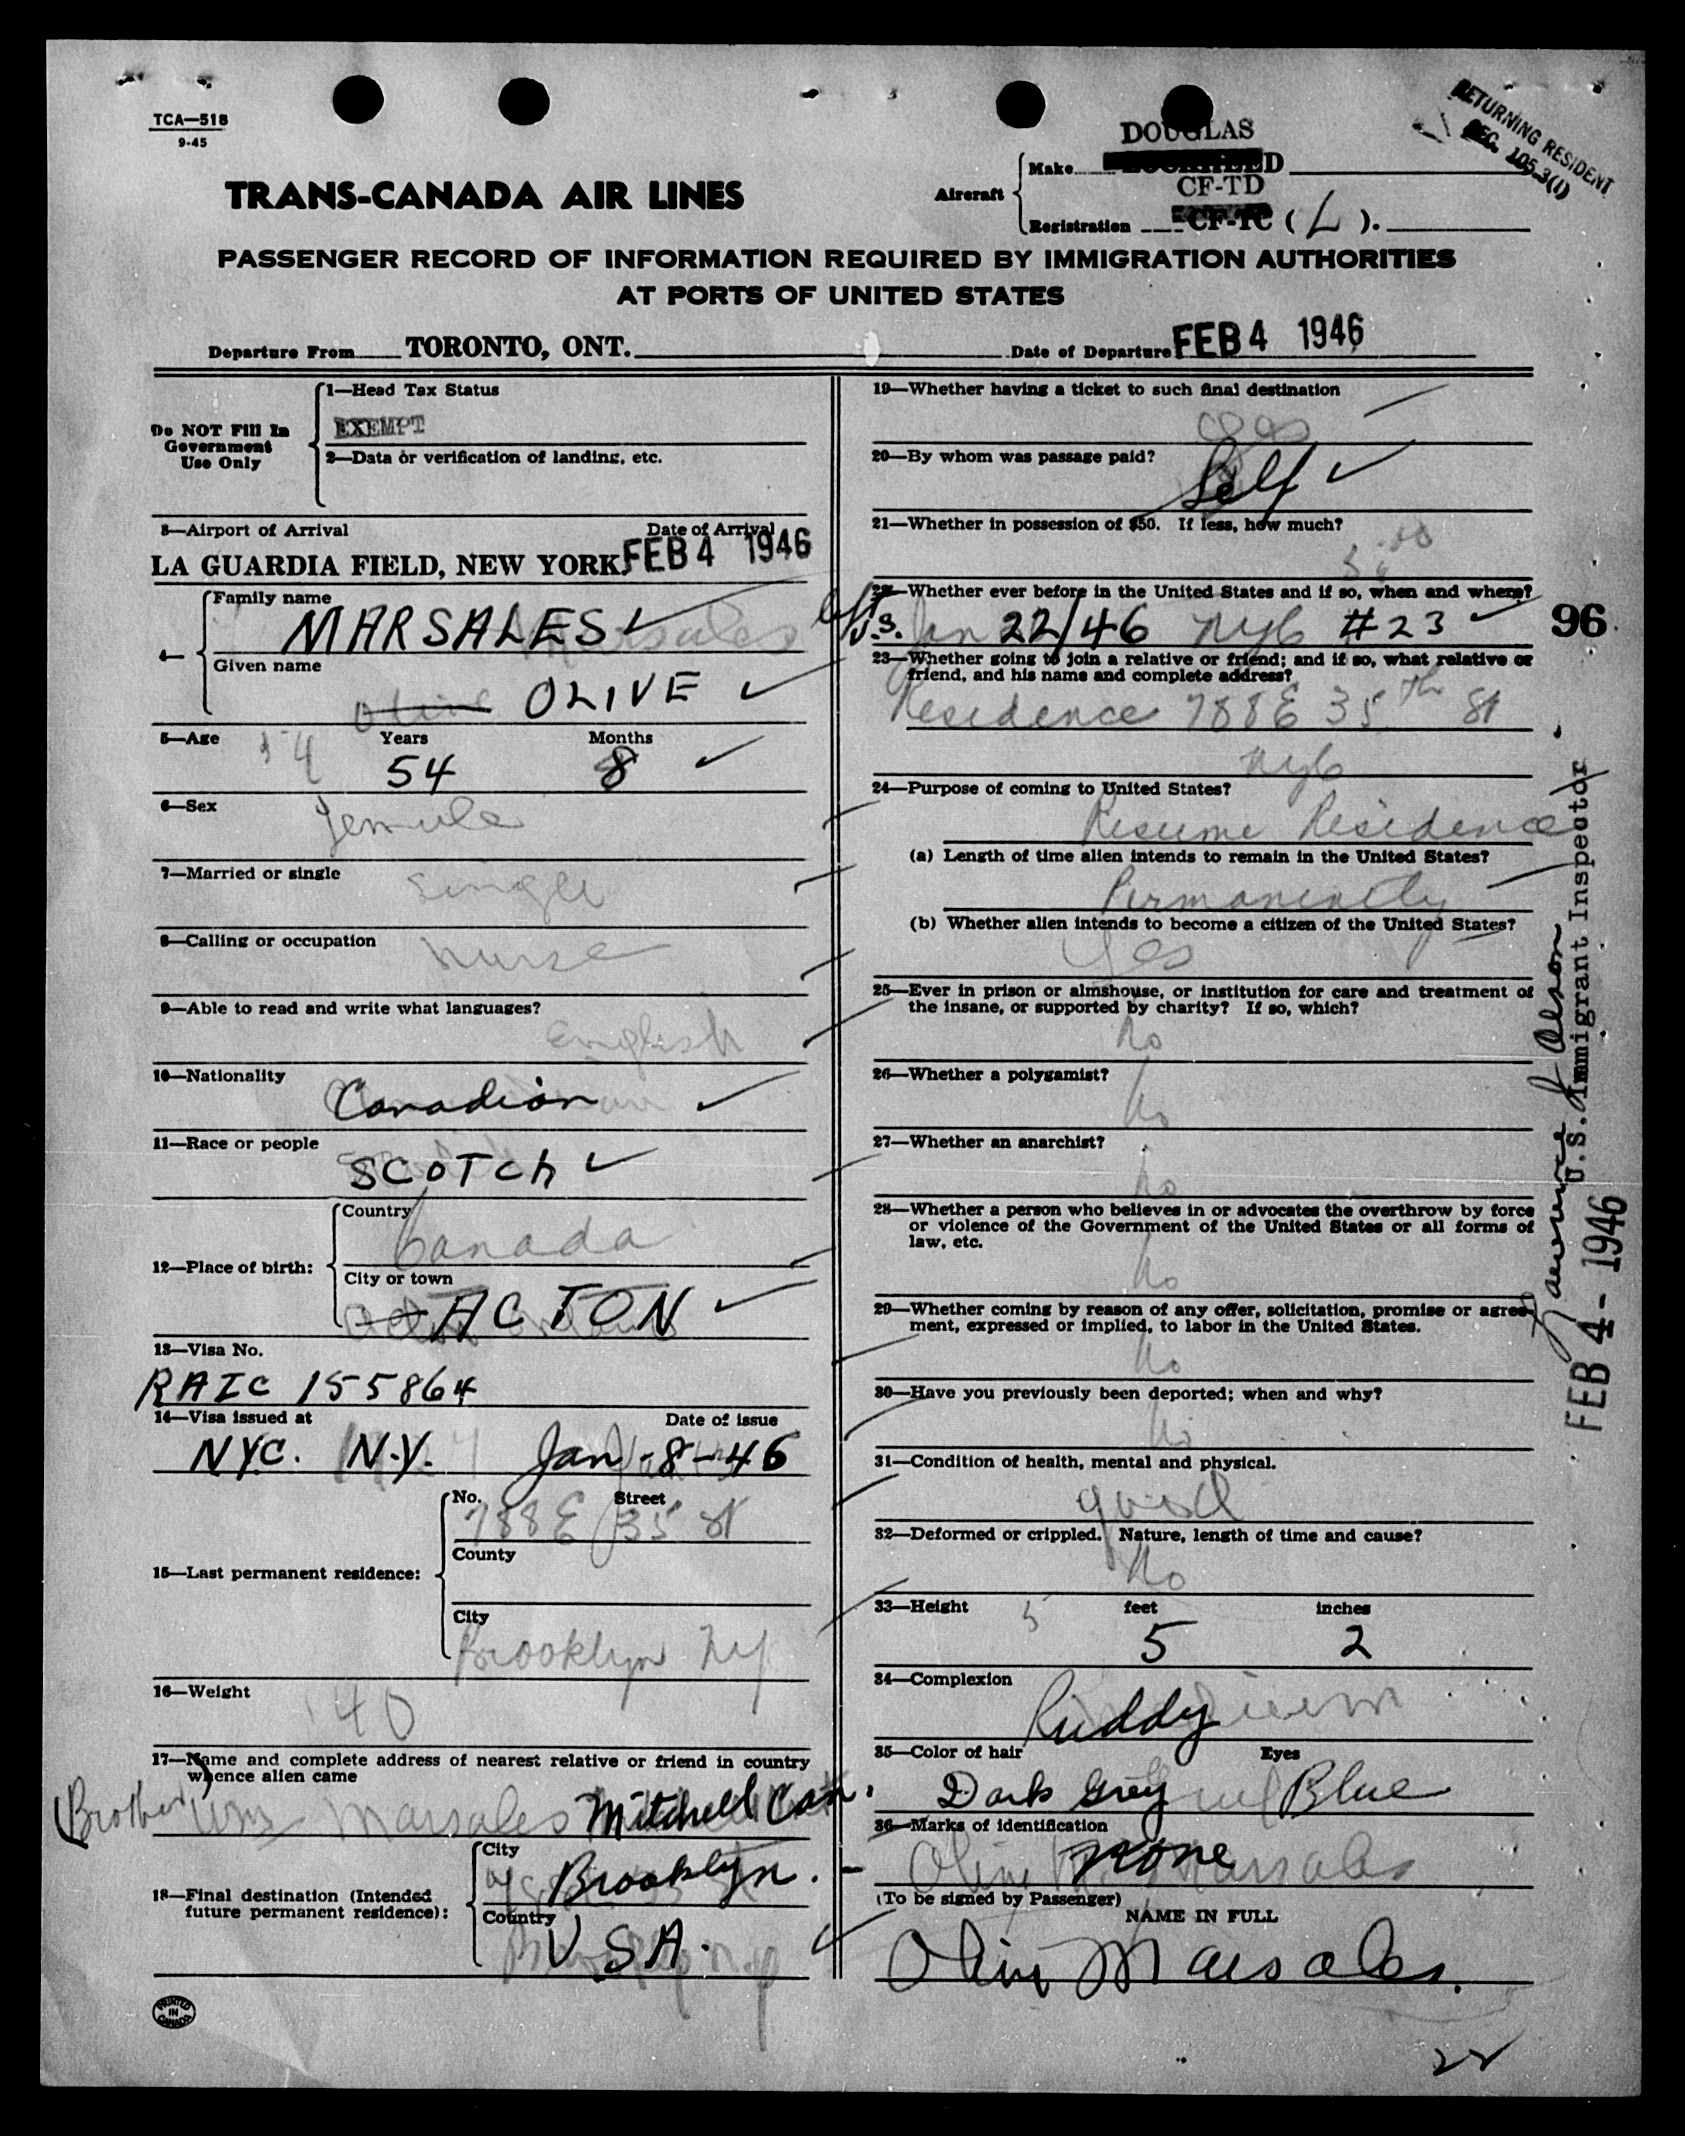 TCA—518
9-45
RETURNING RESIDENT
SEC. 105.3(1)
DOUGLAS
Aircraft
Make
CF-TD
Registration CF-TC ( L ).
TRANS-CANADA AIR LINES
PASSENGER RECORD OF INFORMATION REQUIRED BY IMMIGRATION AUTHORITIES
AT PORTS OF UNITED STATES
Departure From TORONTO, ONT. Date of Departure FEB 4 1946
Do NOT Fill In
Government
Use Only
1—Head Tax Status
EXEMPT
2—Data or verification of landing, etc.
3—Airport of Arrival Date of Arrival
LA GUARDIA FIELD, NEW YORK, FEB 4 1946
4—
Family name
MARSALES
Given name
Olive OLIVE
5—Age 54 Years Months
54 8
6—Sex
Female
7—Married or single
Single
8—Calling or occupation
Nurse
9—Able to read and write what languages?
English
10—Nationality
Canadian
11—Race or people
SCOTCH
12—Place of birth:
Country
Canada
City or town
ACTON
13—Visa No.
RAIC 155864
14—Visa issued at Date of issue
NYC. N.Y. Jan-8-46
15—Last permanent residence:
No. Street
788 E 35 St
County
City
Brooklyn NY
16—Weight
140
17—Name and complete address of nearest relative or friend in country
whence alien came
(Brother) Wm Marsales Mitchell Can.
18—Final destination (Intended
future permanent residence):
City
Brooklyn.
Country
U.S.A.
PRINTED
IN
CANADA
19—Whether having a ticket to such final destination
yes
20—By whom was passage paid?
Self
21—Whether in possession of $50. If less, how much?
22—Whether ever before in the United States and if so, when and where?
left U.S. Jan 22/46 NYC #23
23—Whether going to join a relative or friend; and if so, what relative or
friend, and his name and complete address?
Residence 788 E 35th St
NYC
24—Purpose of coming to United States?
Resume Residence
(a) Length of time alien intends to remain in the United States?
Permanently
(b) Whether alien intends to become a citizen of the United States?
Yes
25—Ever in prison or almshouse, or institution for care and treatment of
the insane, or supported by charity? If so, which?
No
26—Whether a polygamist?
No
27—Whether an anarchist?
No
28—Whether a person who believes in or advocates the overthrow by force
or violence of the Government of the United States or all forms of
law, etc.
No
29—Whether coming by reason of any offer, solicitation, promise or agree-
ment, expressed or implied, to labor in the United States.
No
30—Have you previously been deported; when and why?
No
31—Condition of health, mental and physical.
good
32—Deformed or crippled. Nature, length of time and cause?
No
33—Height 5 feet inches
5 2
34—Complexion
Ruddy
35—Color of hair Eyes
Dark Grey Blue
36—Marks of identification
None
(To be signed by Passenger)
NAME IN FULL
Olive Marsales.
96
Lawrence J Olson
U.S. Immigrant Inspector
FEB 4 - 1946
22